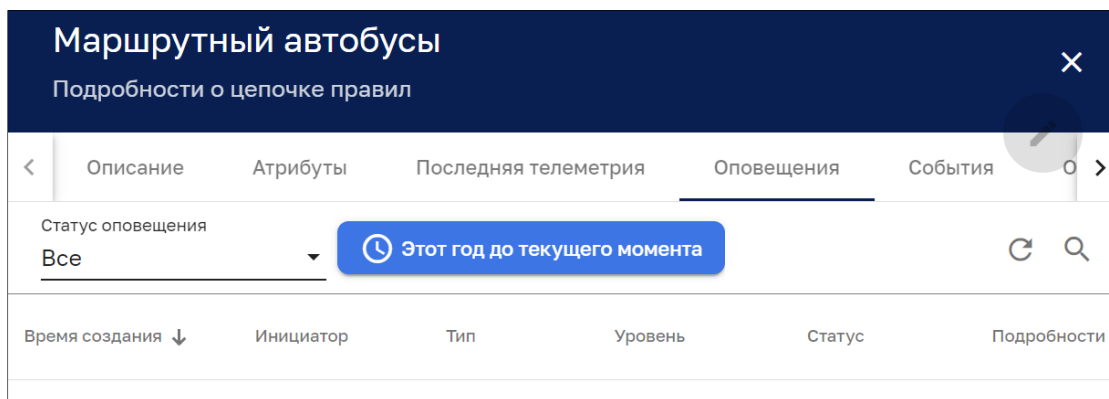 Маршрутный автобусы
Подробности о цепочке правил
Описание Атрибуты Последняя телеметрия Оповещения События О
Статус оповещения
Все
Этот год до текущего момента
Время создания Инициатор Тип Уровень Статус Подробности